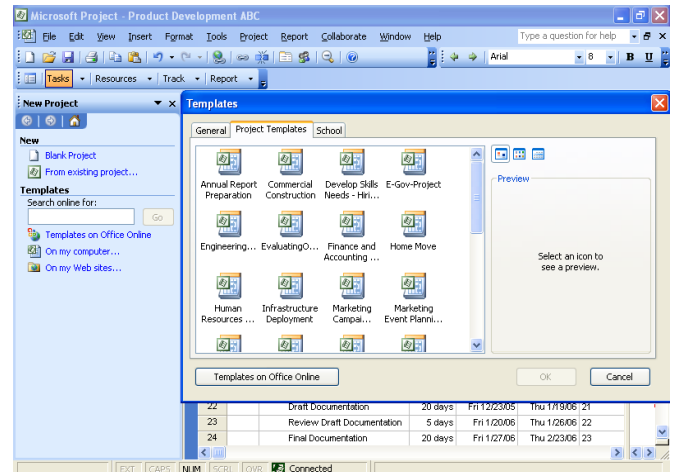 Microsoft Project - Product Development ABC
File Edit View Insert Format Tools Project Report Collaborate Window Help Type a question for help
Arial 8 B U
Tasks Resources Track Report
New Project
New
Blank Project
From existing project...
Templates
Search online for:
Go
Templates on Office Online
On my computer...
On my Web sites...
Templates
General Project Templates School
Annual Report Preparation
Commercial Construction
Develop Skills Needs - Hiri...
E-Gov-Project
Engineering...
EvaluatingO...
Finance and Accounting ...
Home Move
Human Resources ...
Infrastructure Deployment
Marketing Campai...
Marketing Event Planni...
Preview
Select an icon to
see a preview.
Templates on Office Online OK Cancel
22 Draft Documentation 20 days Fri 12/23/05 Thu 1/19/06 21
23 Review Draft Documentation 5 days Fri 1/20/06 Thu 1/26/06 22
24 Final Documentation 20 days Fri 1/27/06 Thu 2/23/06 23
EXT CAPS NUM SCRL OVR Connected